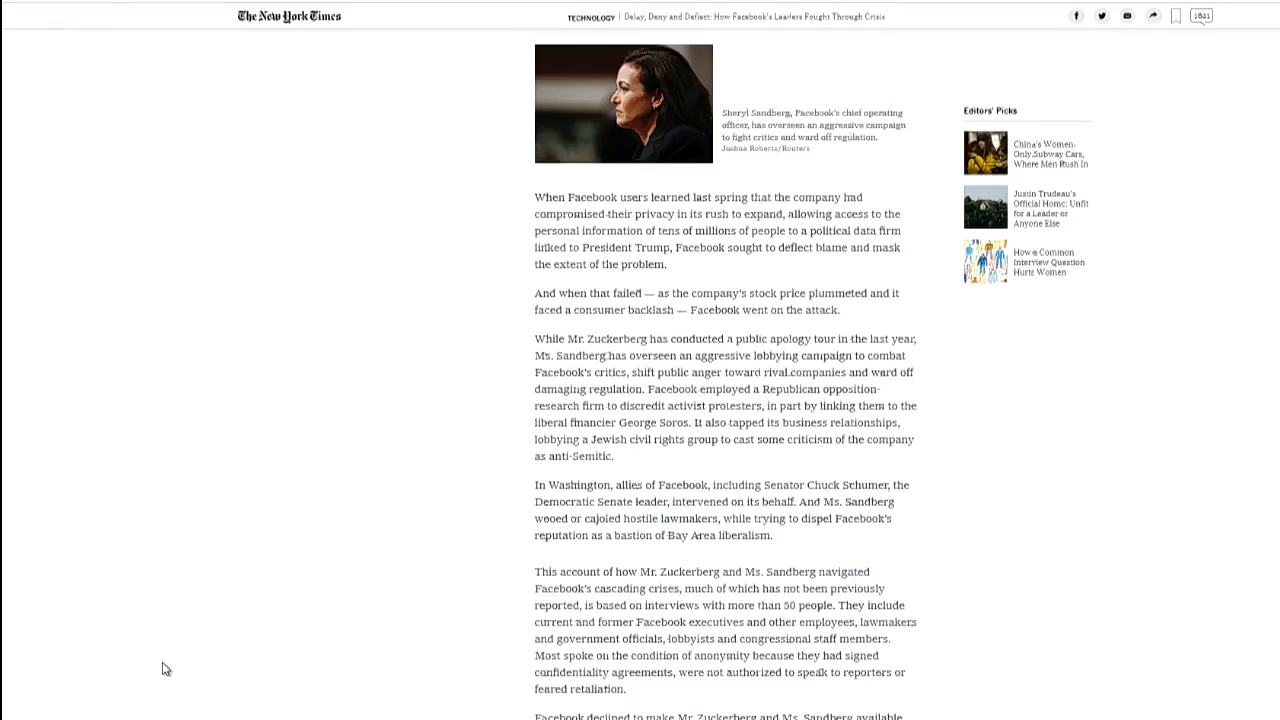 The New York Times
TECHNOLOGY | Delay, Deny and Deflect: How Facebook's Leaders Fought Through Crisis
1621
Sheryl Sandberg, Facebook's chief operating
officer, has overseen an aggressive campaign
to fight critics and ward off regulation.
Joshua Roberts/Reuters
Editors' Picks
China's Women-
Only Subway Cars,
Where Men Rush In
Justin Trudeau's
Official Home: Unfit
for a Leader or
Anyone Else
How a Common
Interview Question
Hurts Women
When Facebook users learned last spring that the company had
compromised their privacy in its rush to expand, allowing access to the
personal information of tens of millions of people to a political data firm
linked to President Trump, Facebook sought to deflect blame and mask
the extent of the problem.
And when that failed — as the company's stock price plummeted and it
faced a consumer backlash — Facebook went on the attack.
While Mr. Zuckerberg has conducted a public apology tour in the last year,
Ms. Sandberg has overseen an aggressive lobbying campaign to combat
Facebook's critics, shift public anger toward rival companies and ward off
damaging regulation. Facebook employed a Republican opposition-
research firm to discredit activist protesters, in part by linking them to the
liberal financier George Soros. It also tapped its business relationships,
lobbying a Jewish civil rights group to cast some criticism of the company
as anti-Semitic.
In Washington, allies of Facebook, including Senator Chuck Schumer, the
Democratic Senate leader, intervened on its behalf. And Ms. Sandberg
wooed or cajoled hostile lawmakers, while trying to dispel Facebook's
reputation as a bastion of Bay Area liberalism.
This account of how Mr. Zuckerberg and Ms. Sandberg navigated
Facebook's cascading crises, much of which has not been previously
reported, is based on interviews with more than 50 people. They include
current and former Facebook executives and other employees, lawmakers
and government officials, lobbyists and congressional staff members.
Most spoke on the condition of anonymity because they had signed
confidentiality agreements, were not authorized to speak to reporters or
feared retaliation.
Facebook declined to make Mr. Zuckerberg and Ms. Sandberg available